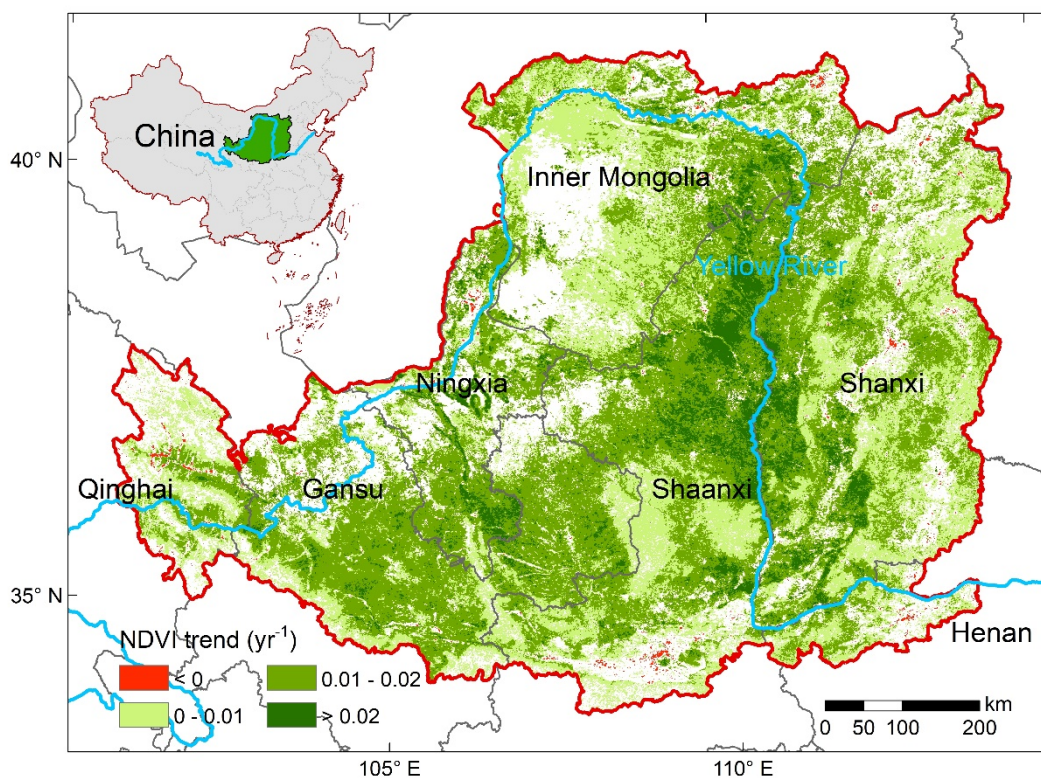 China
40° N
Inner Mongolia
Yellow River
Ningxia
Shanxi
Qinghai
Gansu
Shaanxi
35° N
NDVI trend (yr⁻¹)
< 0
0.01 - 0.02
0 - 0.01
> 0.02
Henan
km
0 50 100 200
105° E
110° E